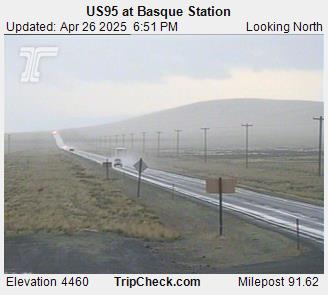 US95 at Basque Station
Updated: Apr 26 2025 6:51 PM Looking North
Elevation 4460 TripCheck.com Milepost 91.62